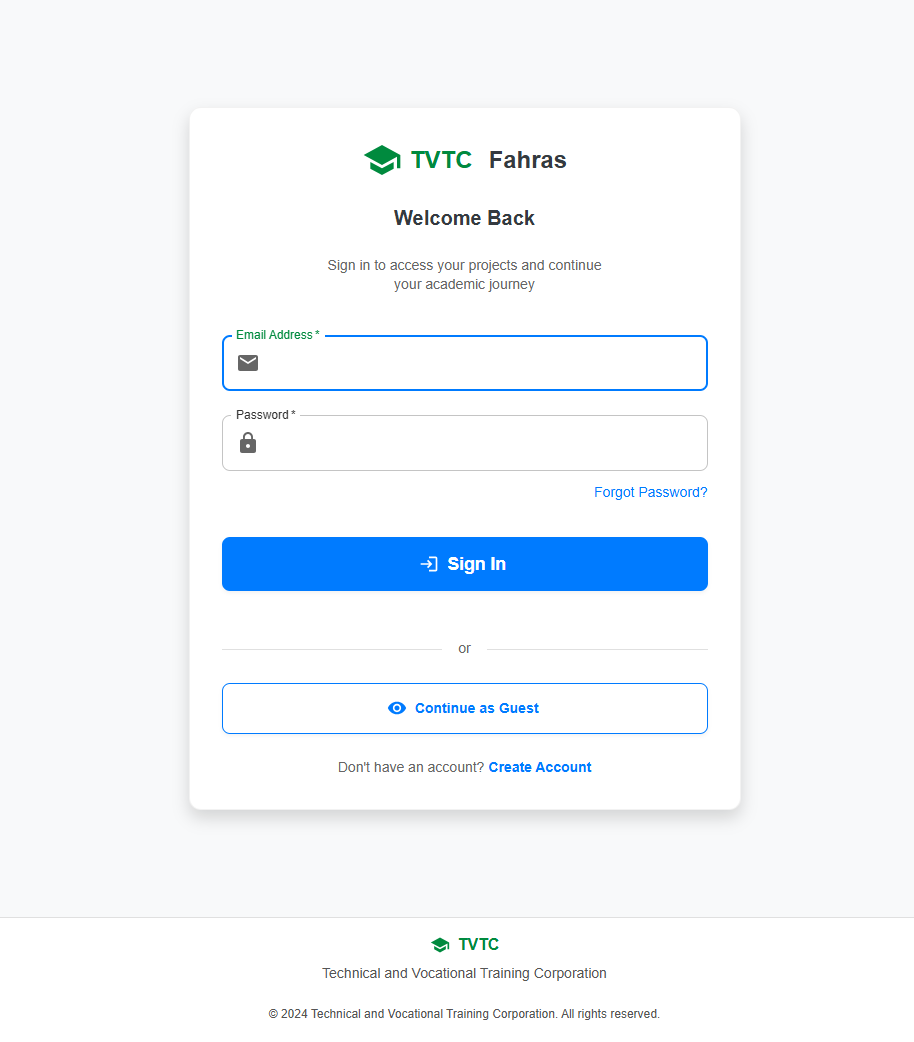 TVTC Fahras
Welcome Back
Sign in to access your projects and continue
your academic journey
Email Address *
Password *
Forgot Password?
Sign In
or
Continue as Guest
Don't have an account? Create Account
TVTC
Technical and Vocational Training Corporation
© 2024 Technical and Vocational Training Corporation. All rights reserved.